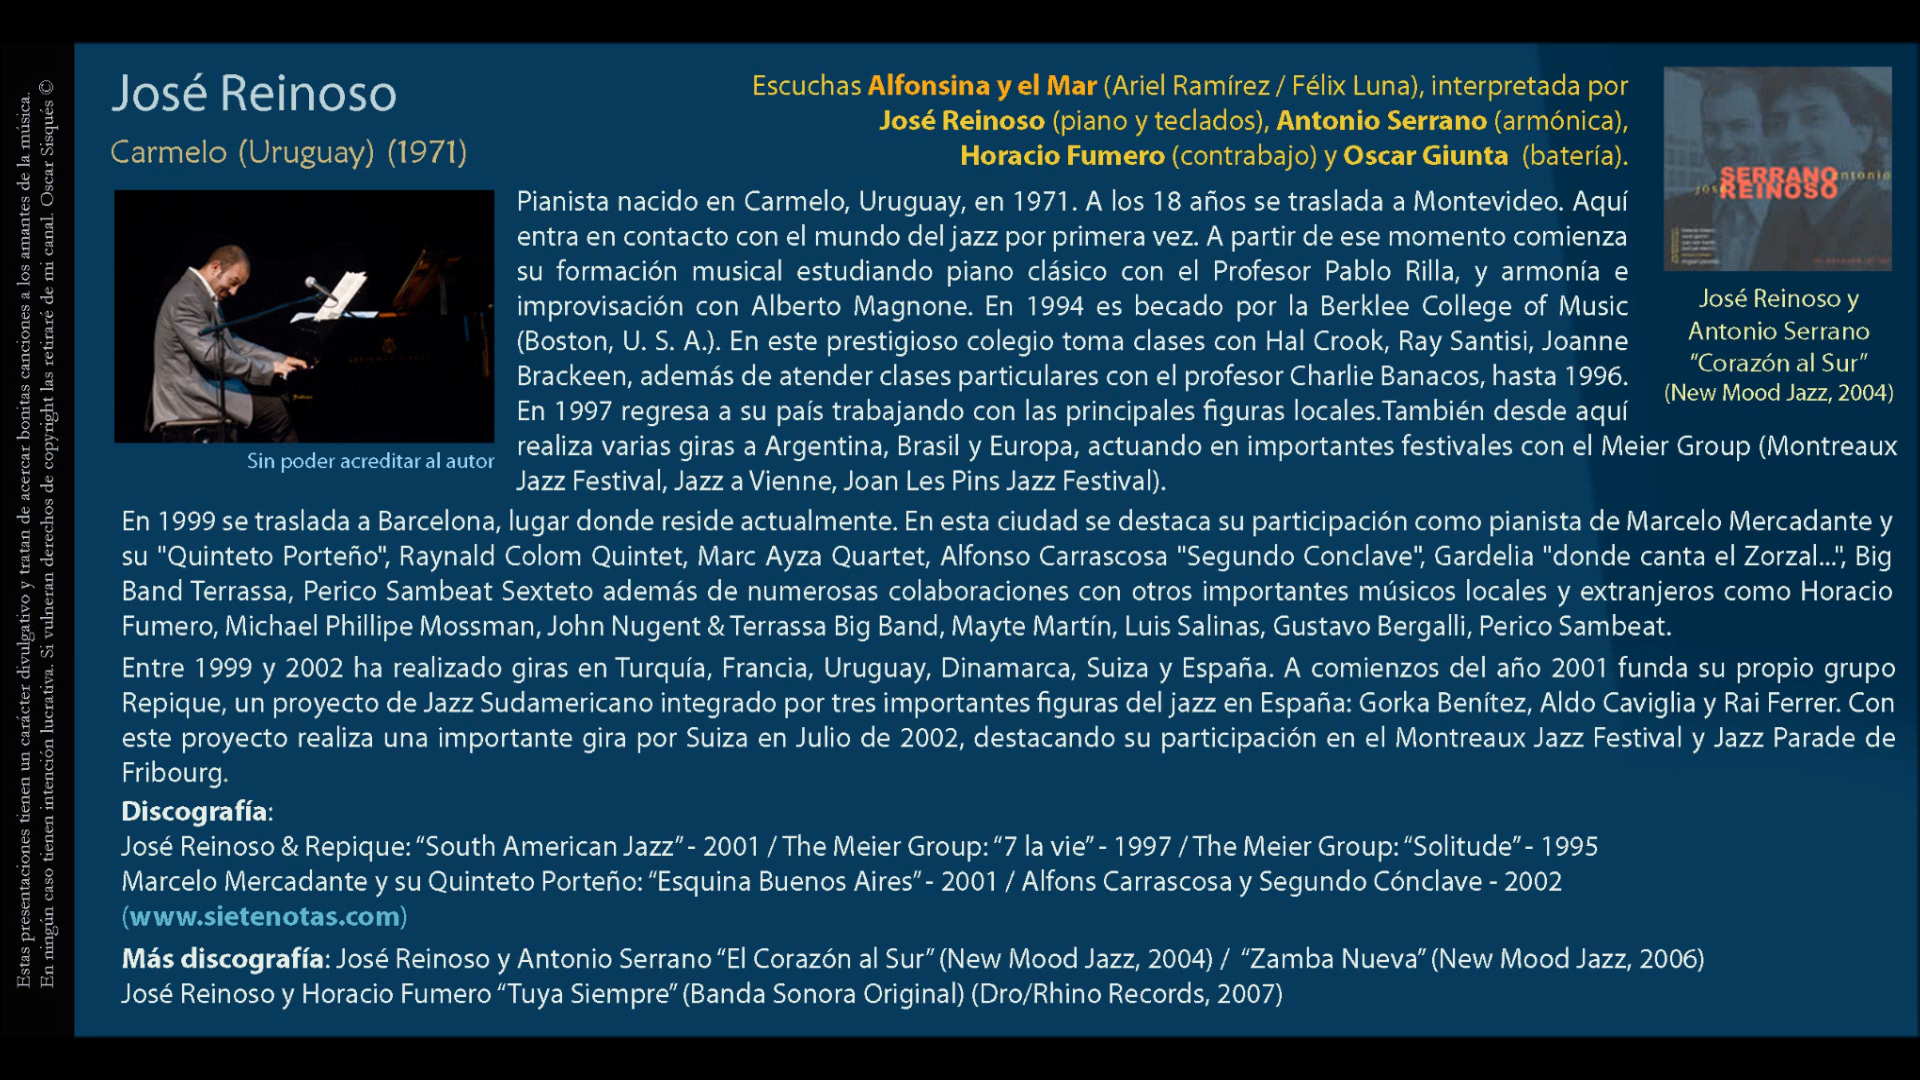 José Reinoso
Carmelo (Uruguay) (1971)
Escuchas Alfonsina y el Mar (Ariel Ramírez / Félix Luna), interpretada por
José Reinoso (piano y teclados), Antonio Serrano (armónica),
Horacio Fumero (contrabajo) y Oscar Giunta (batería).
SERRANO
antonio
josé
REINOSO
José Reinoso y
Antonio Serrano
“Corazón al Sur”
(New Mood Jazz, 2004)
Sin poder acreditar al autor
Pianista nacido en Carmelo, Uruguay, en 1971. A los 18 años se traslada a Montevideo. Aquí
entra en contacto con el mundo del jazz por primera vez. A partir de ese momento comienza
su formación musical estudiando piano clásico con el Profesor Pablo Rilla, y armonía e
improvisación con Alberto Magnone. En 1994 es becado por la Berklee College of Music
(Boston, U. S. A.). En este prestigioso colegio toma clases con Hal Crook, Ray Santisi, Joanne
Brackeen, además de atender clases particulares con el profesor Charlie Banacos, hasta 1996.
En 1997 regresa a su país trabajando con las principales figuras locales.También desde aquí
realiza varias giras a Argentina, Brasil y Europa, actuando en importantes festivales con el Meier Group (Montreaux
Jazz Festival, Jazz a Vienne, Joan Les Pins Jazz Festival).
En 1999 se traslada a Barcelona, lugar donde reside actualmente. En esta ciudad se destaca su participación como pianista de Marcelo Mercadante y
su "Quinteto Porteño", Raynald Colom Quintet, Marc Ayza Quartet, Alfonso Carrascosa "Segundo Conclave", Gardelia "donde canta el Zorzal...", Big
Band Terrassa, Perico Sambeat Sexteto además de numerosas colaboraciones con otros importantes músicos locales y extranjeros como Horacio
Fumero, Michael Phillipe Mossman, John Nugent & Terrassa Big Band, Mayte Martín, Luis Salinas, Gustavo Bergalli, Perico Sambeat.
Entre 1999 y 2002 ha realizado giras en Turquía, Francia, Uruguay, Dinamarca, Suiza y España. A comienzos del año 2001 funda su propio grupo
Repique, un proyecto de Jazz Sudamericano integrado por tres importantes figuras del jazz en España: Gorka Benítez, Aldo Caviglia y Rai Ferrer. Con
este proyecto realiza una importante gira por Suiza en Julio de 2002, destacando su participación en el Montreaux Jazz Festival y Jazz Parade de
Fribourg.
Discografía:
José Reinoso & Repique: “South American Jazz” - 2001 / The Meier Group: “7 la vie” - 1997 / The Meier Group: “Solitude” - 1995
Marcelo Mercadante y su Quinteto Porteño: “Esquina Buenos Aires” - 2001 / Alfons Carrascosa y Segundo Cónclave - 2002
(www.sietenotas.com)
Más discografía: José Reinoso y Antonio Serrano “El Corazón al Sur” (New Mood Jazz, 2004) / “Zamba Nueva” (New Mood Jazz, 2006)
José Reinoso y Horacio Fumero “Tuya Siempre” (Banda Sonora Original) (Dro/Rhino Records, 2007)
Estas presentaciones tienen un carácter divulgativo y tratan de acercar bonitas canciones a los amantes de la música.
En ningún caso tienen intención lucrativa. Si vulneran derechos de copyright las retiraré de mi canal. Oscar Sisqués ©